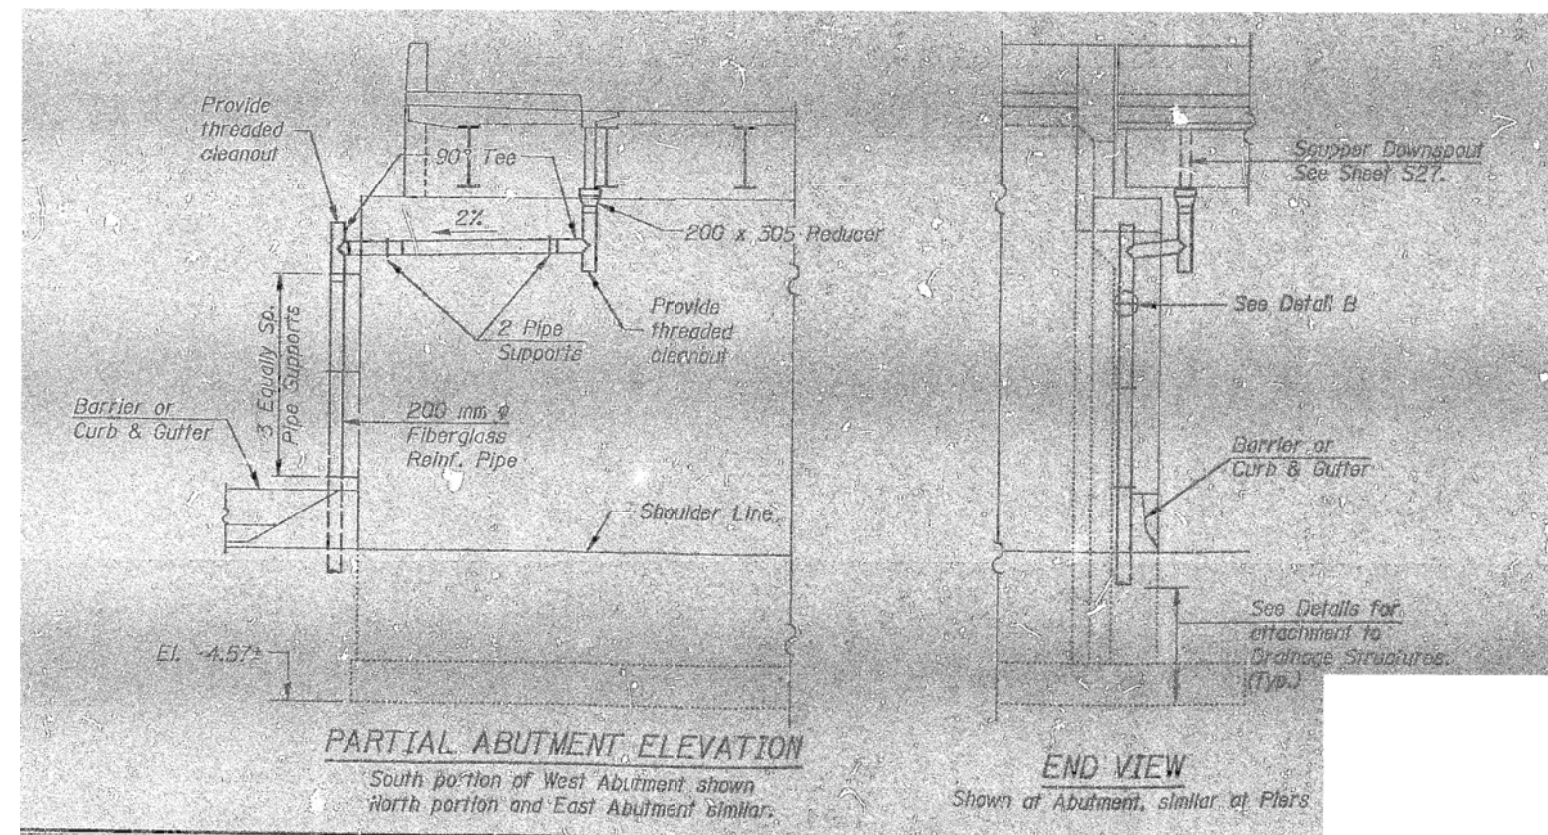 Provide
threaded
cleanout
90° Tee
2%
200 x 305 Reducer
Provide
threaded
cleanout
2 Pipe
Supports
3 Equally Sp.
Pipe Supports
Barrier or
Curb & Gutter
200 mm φ
Fiberglass
Reinf. Pipe
Shoulder Line
El. -4.57±
PARTIAL ABUTMENT ELEVATION
South portion of West Abutment shown
North portion and East Abutment similar.
Scupper Downspout
See Sheet S27.
See Detail B
Barrier or
Curb & Gutter
See Details for
attachment to
Drainage Structures.
(Typ.)
END VIEW
Shown at Abutment, similar at Piers